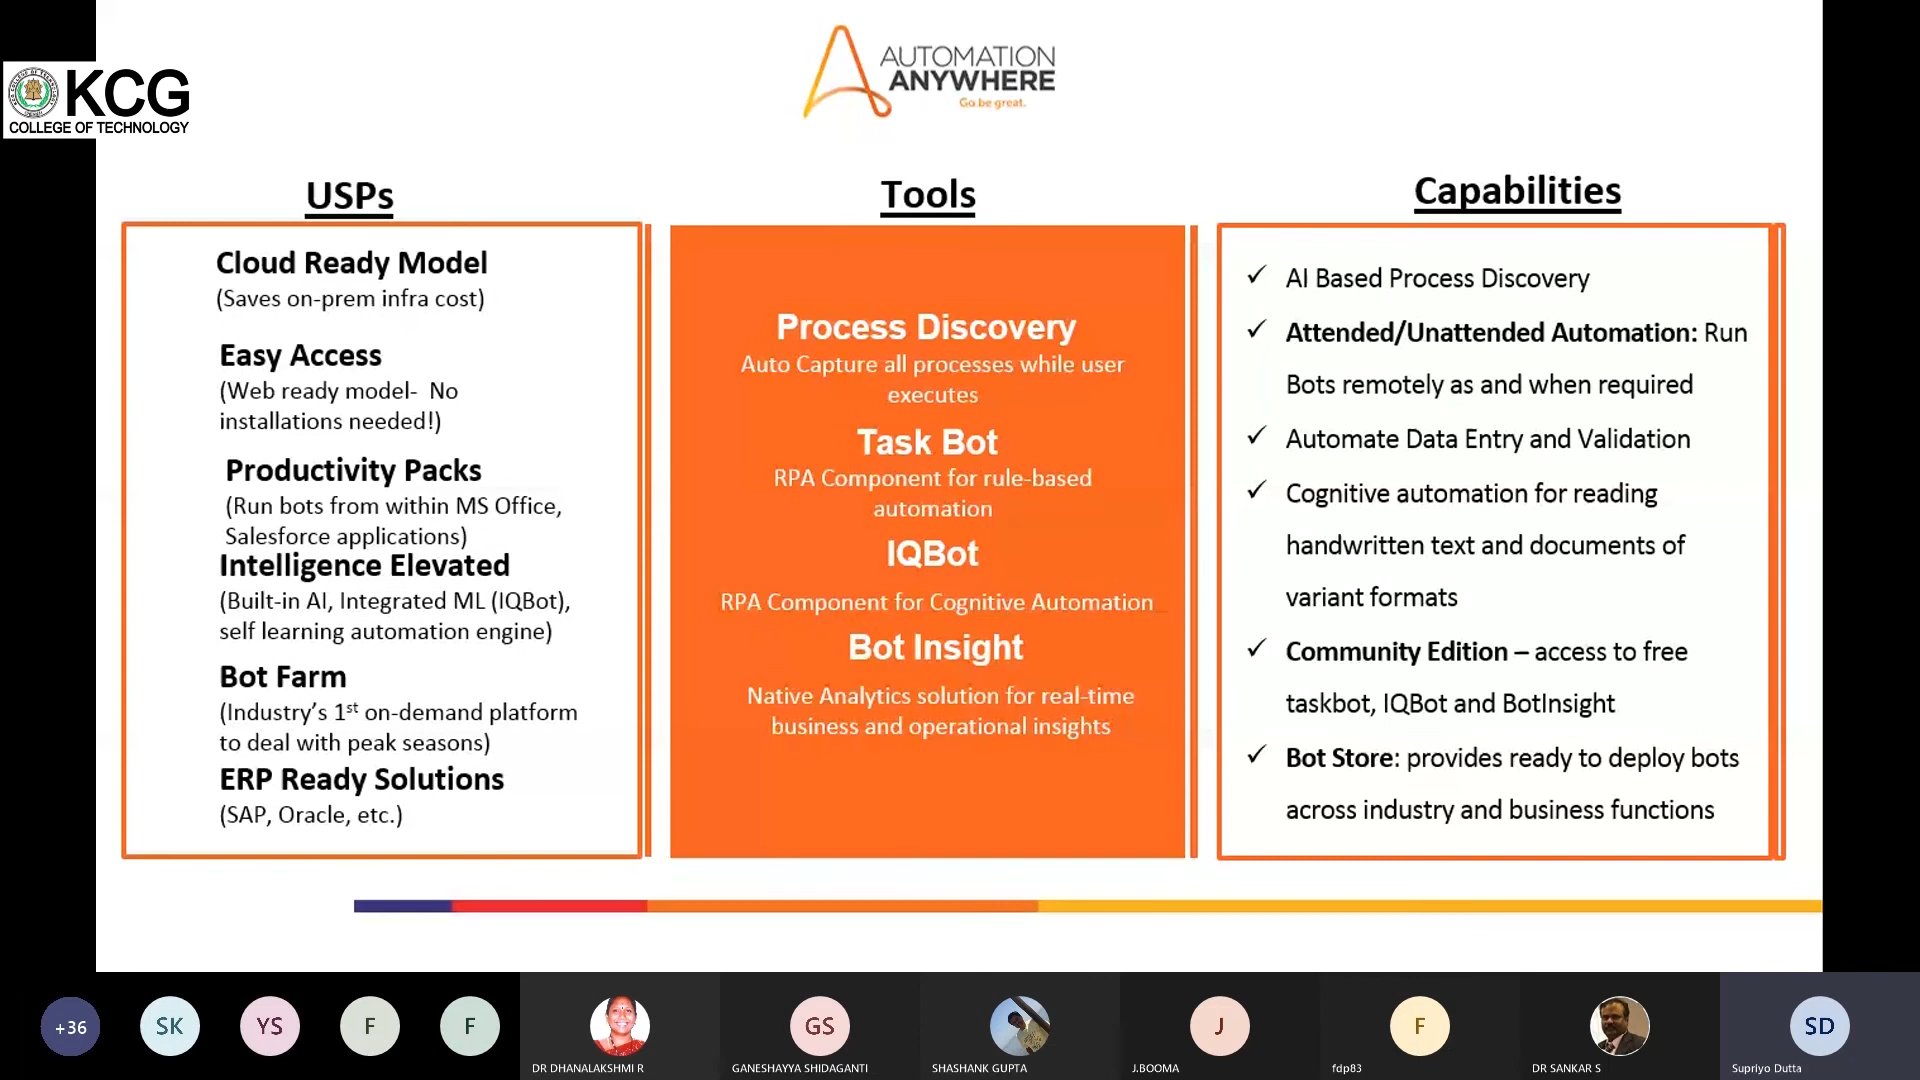 AUTOMATION
ANYWHERE
Go be great.
KCG
COLLEGE OF TECHNOLOGY
USPs
Cloud Ready Model
(Saves on-prem infra cost)
Easy Access
(Web ready model-  No
installations needed!)
Productivity Packs
(Run bots from within MS Office,
Salesforce applications)
Intelligence Elevated
(Built-in AI, Integrated ML (IQBot),
self learning automation engine)
Bot Farm
(Industry’s 1st on-demand platform
to deal with peak seasons)
ERP Ready Solutions
(SAP, Oracle, etc.)
Tools
Process Discovery
Auto Capture all processes while user
executes
Task Bot
RPA Component for rule-based
automation
IQBot
RPA Component for Cognitive Automation
Bot Insight
Native Analytics solution for real-time
business and operational insights
Capabilities
✓ AI Based Process Discovery
✓ Attended/Unattended Automation: Run
Bots remotely as and when required
✓ Automate Data Entry and Validation
✓ Cognitive automation for reading
handwritten text and documents of
variant formats
✓ Community Edition – access to free
taskbot, IQBot and BotInsight
✓ Bot Store: provides ready to deploy bots
across industry and business functions
+36
SK
YS
F
F
DR DHANALAKSHMI R
GS
GANESHAYYA SHIDAGANTI
SHASHANK GUPTA
J
J.BOOMA
F
fdp83
DR SANKAR S
SD
Supriyo Dutta